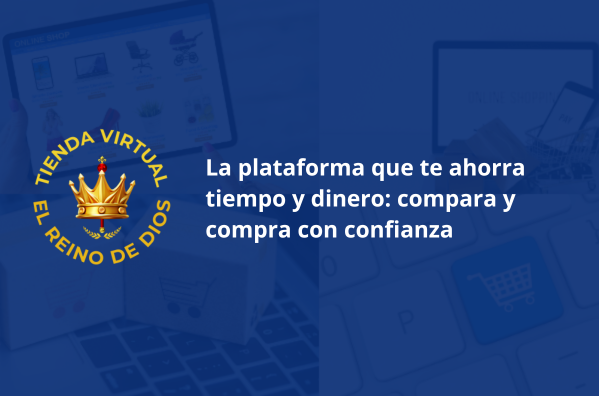 TIENDA VIRTUAL
EL REINO DE DIOS
La plataforma que te ahorra
tiempo y dinero: compara y
compra con confianza
P